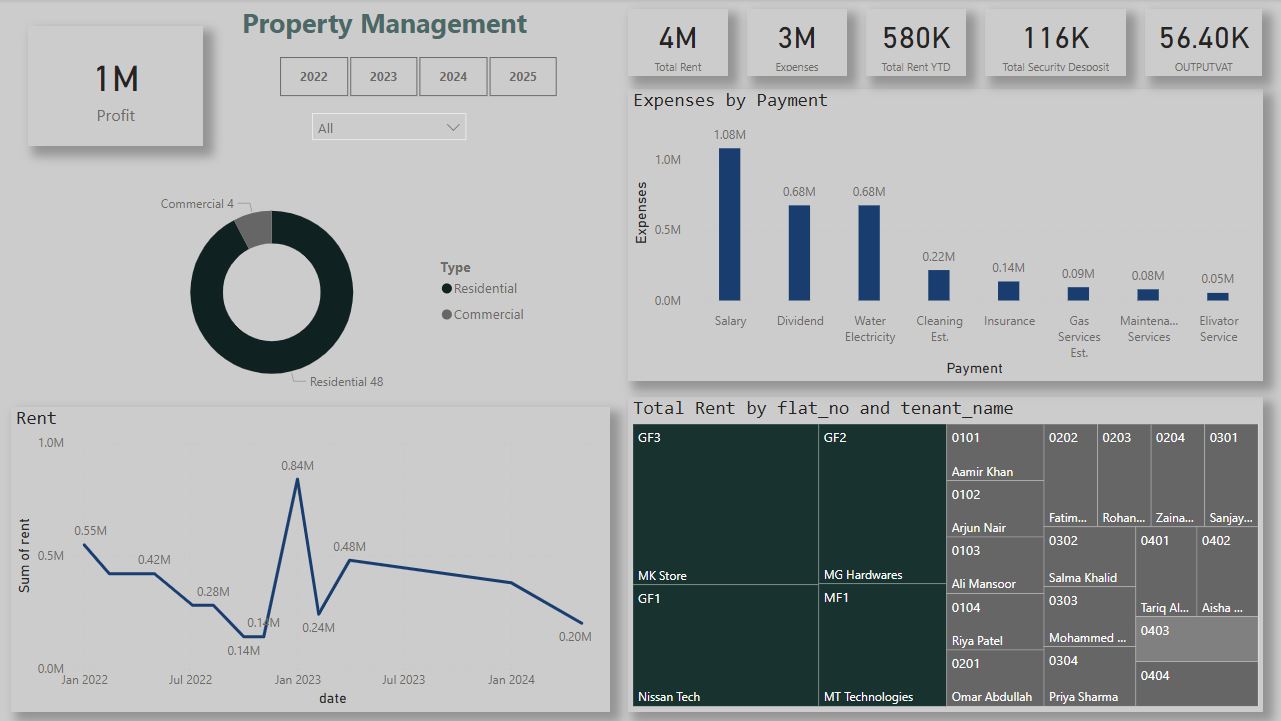 Property Management
1M
Profit
2022
2023
2024
2025
All
4M
Total Rent
3M
Expenses
580K
Total Rent YTD
116K
Total Security Desposit
56.40K
OUTPUTVAT
Commercial 4
Residential 48
Type
Residential
Commercial
Expenses by Payment
Expenses
1.0M
0.5M
0.0M
1.08M
0.68M
0.68M
0.22M
0.14M
0.09M
0.08M
0.05M
Salary
Dividend
Water
Electricity
Cleaning
Est.
Insurance
Gas
Services
Est.
Maintena...
Services
Elivator
Service
Payment
Rent
Sum of rent
1.0M
0.5M
0.0M
0.55M
0.42M
0.28M
0.14M
0.14M
0.84M
0.24M
0.48M
0.20M
Jan 2022
Jul 2022
Jan 2023
Jul 2023
Jan 2024
date
Total Rent by flat_no and tenant_name
GF3
MK Store
GF2
MG Hardwares
GF1
Nissan Tech
MF1
MT Technologies
0101
Aamir Khan
0102
Arjun Nair
0103
Ali Mansoor
0104
Riya Patel
0201
Omar Abdullah
0202
Fatim...
0203
Rohan...
0204
Zaina...
0301
Sanjay...
0302
Salma Khalid
0303
Mohammed ...
0304
Priya Sharma
0401
Tariq Al...
0402
Aisha ...
0403
0404